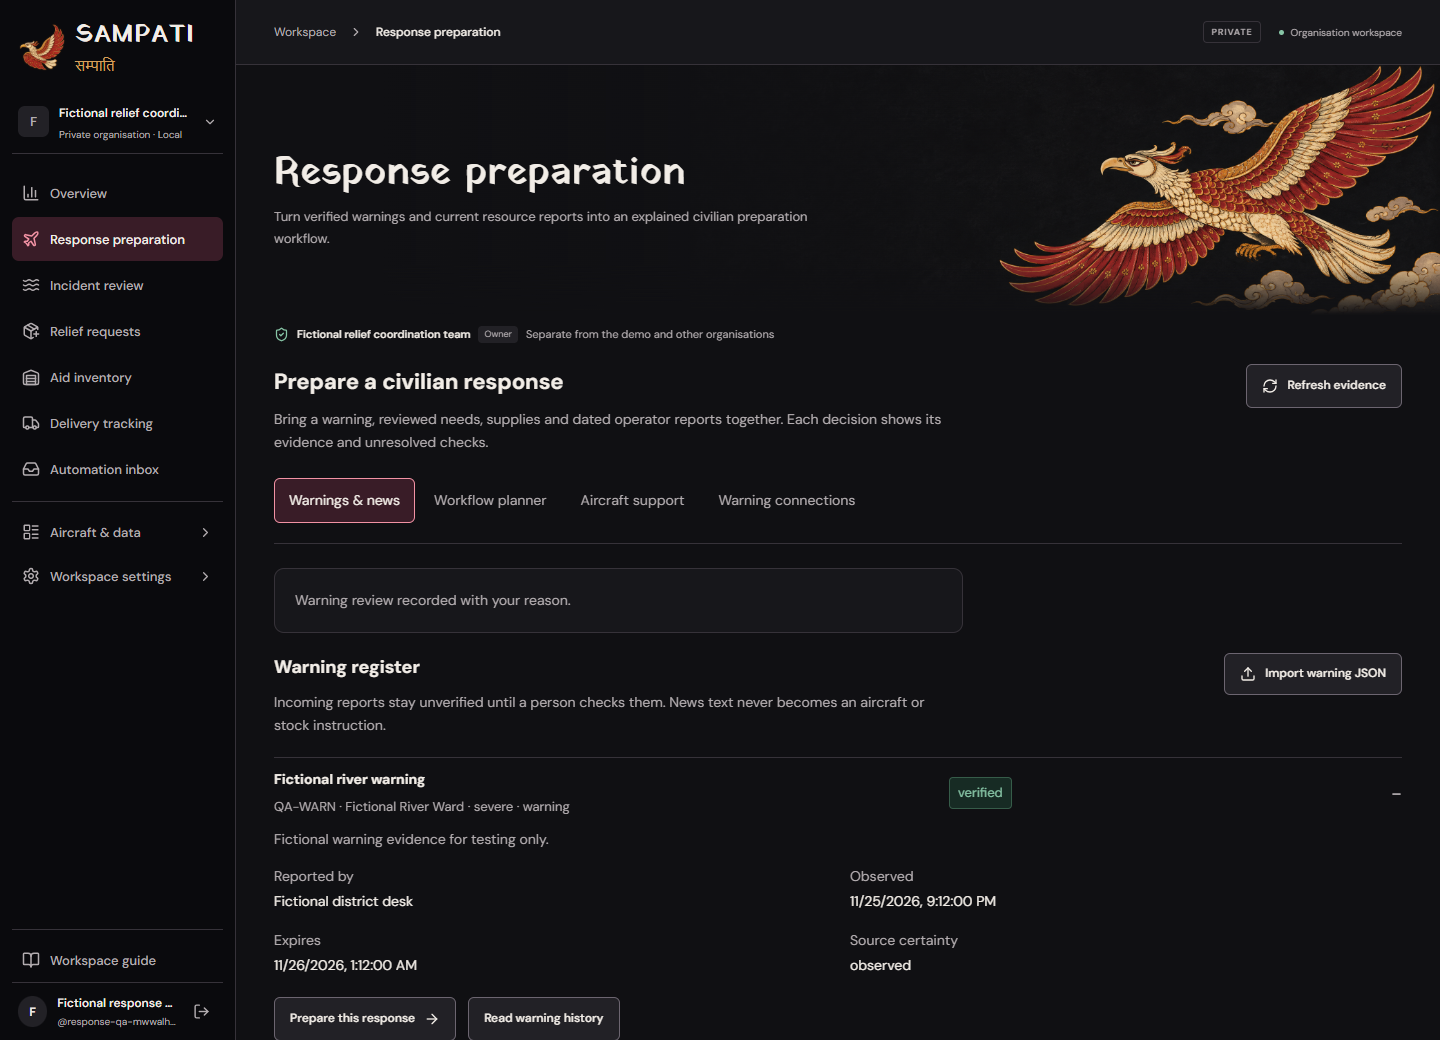 SAMPATI
सम्पाति
F
Fictional relief coordi...
Private organisation · Local
Overview
Response preparation
Incident review
Relief requests
Aid inventory
Delivery tracking
Automation inbox
Aircraft & data
Workspace settings
Workspace guide
F
Fictional response ...
@response-qa-mwwalh...
Workspace
Response preparation
PRIVATE
Organisation workspace
Response preparation
Turn verified warnings and current resource reports into an explained civilian preparation
workflow.
Fictional relief coordination team Owner Separate from the demo and other organisations
Prepare a civilian response
Refresh evidence
Bring a warning, reviewed needs, supplies and dated operator reports together. Each decision shows its
evidence and unresolved checks.
Warnings & news
Workflow planner
Aircraft support
Warning connections
Warning review recorded with your reason.
Warning register
Import warning JSON
Incoming reports stay unverified until a person checks them. News text never becomes an aircraft or
stock instruction.
Fictional river warning
QA-WARN · Fictional River Ward · severe · warning
verified
Fictional warning evidence for testing only.
Reported by
Fictional district desk
Observed
11/25/2026, 9:12:00 PM
Expires
11/26/2026, 1:12:00 AM
Source certainty
observed
Prepare this response
Read warning history